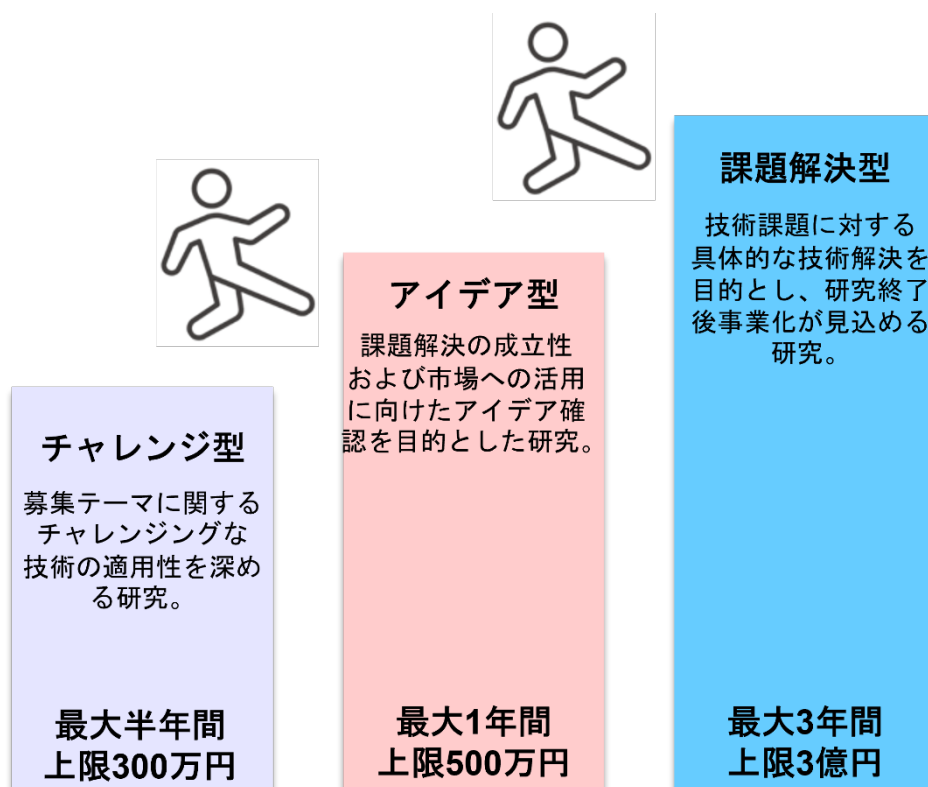 チャレンジ型
募集テーマに関する
チャレンジングな
技術の適用性を深め
る研究。
最大半年間
上限300万円
アイデア型
課題解決の成立性
および市場への活用
に向けたアイデア確
認を目的とした研究。
最大1年間
上限500万円
課題解決型
技術課題に対する
具体的な技術解決を
目的とし、研究終了
後事業化が見込める
研究。
最大3年間
上限3億円